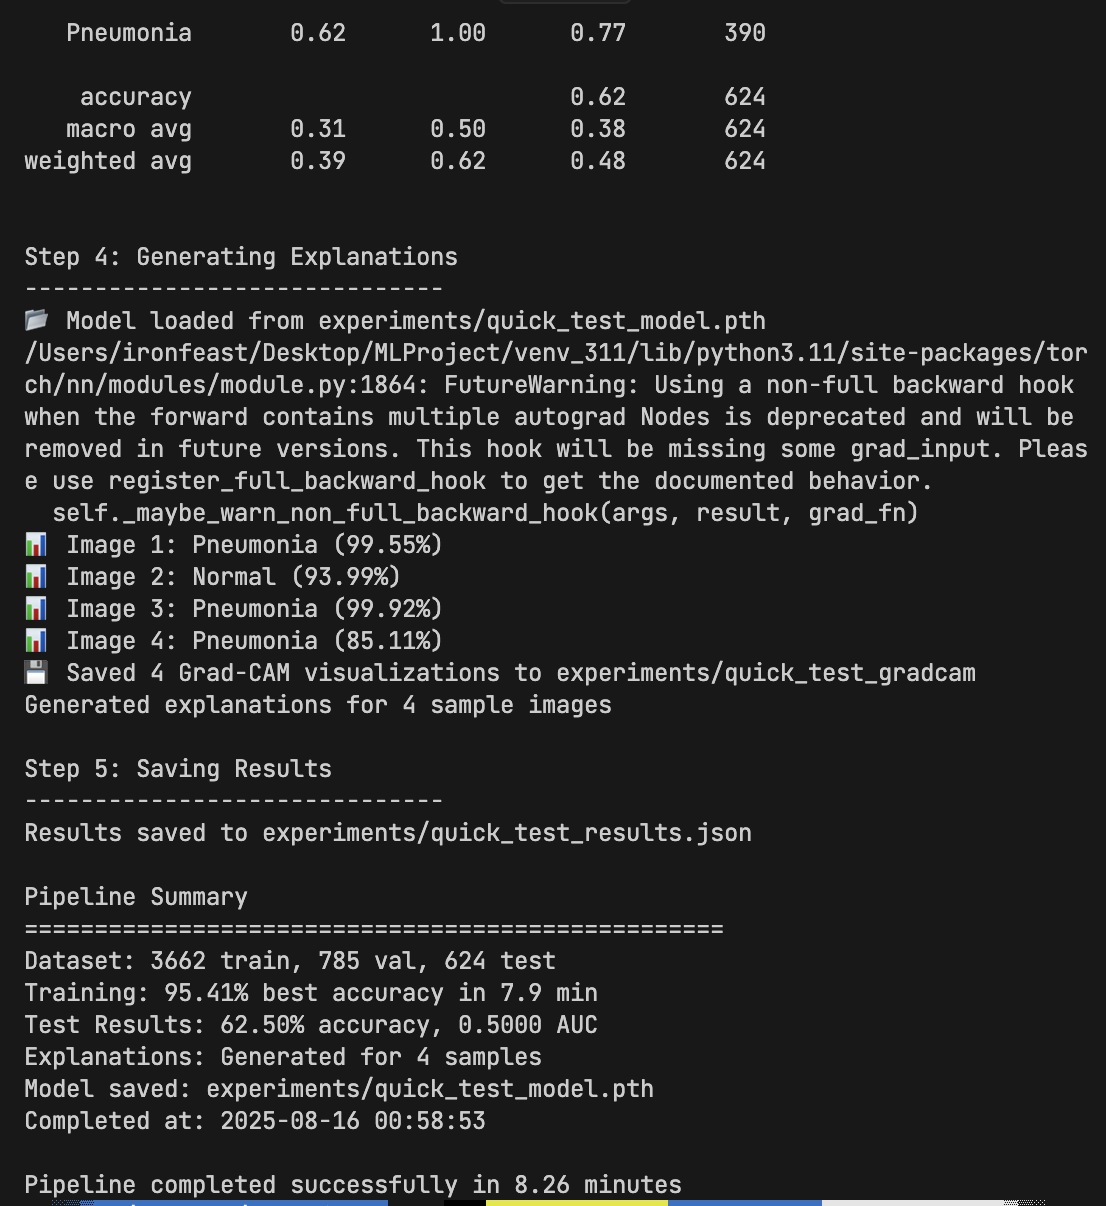 Pneumonia 0.62 1.00 0.77 390
accuracy 0.62 624
macro avg 0.31 0.50 0.38 624
weighted avg 0.39 0.62 0.48 624
Step 4: Generating Explanations
------------------------------
📂 Model loaded from experiments/quick_test_model.pth
/Users/ironfeast/Desktop/MLProject/venv_311/lib/python3.11/site-packages/tor
ch/nn/modules/module.py:1864: FutureWarning: Using a non-full backward hook
when the forward contains multiple autograd Nodes is deprecated and will be
removed in future versions. This hook will be missing some grad_input. Pleas
e use register_full_backward_hook to get the documented behavior.
self._maybe_warn_non_full_backward_hook(args, result, grad_fn)
📊 Image 1: Pneumonia (99.55%)
📊 Image 2: Normal (93.99%)
📊 Image 3: Pneumonia (99.92%)
📊 Image 4: Pneumonia (85.11%)
💾 Saved 4 Grad-CAM visualizations to experiments/quick_test_gradcam
Generated explanations for 4 sample images
Step 5: Saving Results
------------------------------
Results saved to experiments/quick_test_results.json
Pipeline Summary
==================================================
Dataset: 3662 train, 785 val, 624 test
Training: 95.41% best accuracy in 7.9 min
Test Results: 62.50% accuracy, 0.5000 AUC
Explanations: Generated for 4 samples
Model saved: experiments/quick_test_model.pth
Completed at: 2025-08-16 00:58:53
Pipeline completed successfully in 8.26 minutes